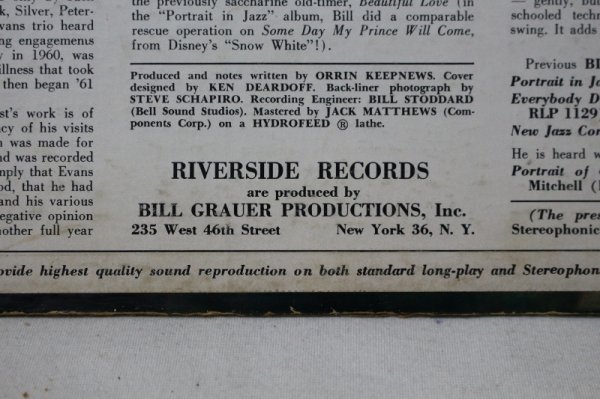 by
k, Silver, Peter-
vans trio heard
ng engagemenss
y in 1960, was
illness that took
then began '61
st's work is of
cy of his visits
n was made for
nd was recorded
mply that Evans
od, that he had
and his various
negative opinion
nother full year
the previously saccharine old-timer, Beautiful Love (in
the "Portrait in Jazz" album, Bill did a comparable
rescue operation on Some Day My Prince Will Come,
from Disney's "Snow White"!).
Produced and notes written by ORRIN KEEPNEWS. Cover
designed by KEN DEARDOFF. Back-liner photograph by
STEVE SCHAPIRO. Recording Engineer: BILL STODDARD
(Bell Sound Studios). Mastered by JACK MATTHEWS (Com-
ponents Corp.) on a HYDROFEED ® lathe.
RIVERSIDE RECORDS
are produced by
BILL GRAUER PRODUCTIONS, Inc.
235 West 46th Street New York 36, N. Y.
— gently, but
schooled techn
swing. It adds
Previous BI
Portrait in J
Everybody D
RLP 1129
New Jazz Con
He is heard w
Portrait of C
Mitchell (
(The pres
Stereophonic
ovide highest quality sound reproduction on both standard long-play and Stereophon